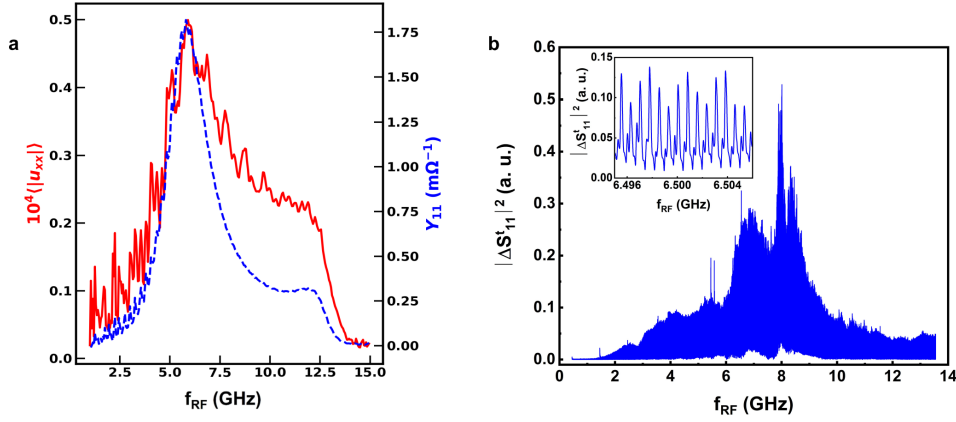 a
0.5
0.4
0.3
0.2
0.1
0.0
10⁴⟨|uₓₓ|⟩
2.5 5.0 7.5 10.0 12.5 15.0
f_RF (GHz)
1.75
1.50
1.25
1.00
0.75
0.50
0.25
0.00
Y₁₁ (mΩ⁻¹)
b
0.6
0.5
0.4
0.3
0.2
0.1
0.0
|ΔSᵗ₁₁|² (a. u.)
0 2 4 6 8 10 12 14
f_RF (GHz)
0.15
0.10
0.05
0.00
|ΔSᵗ₁₁|² (a. u.)
6.496 6.500 6.504
f_RF (GHz)